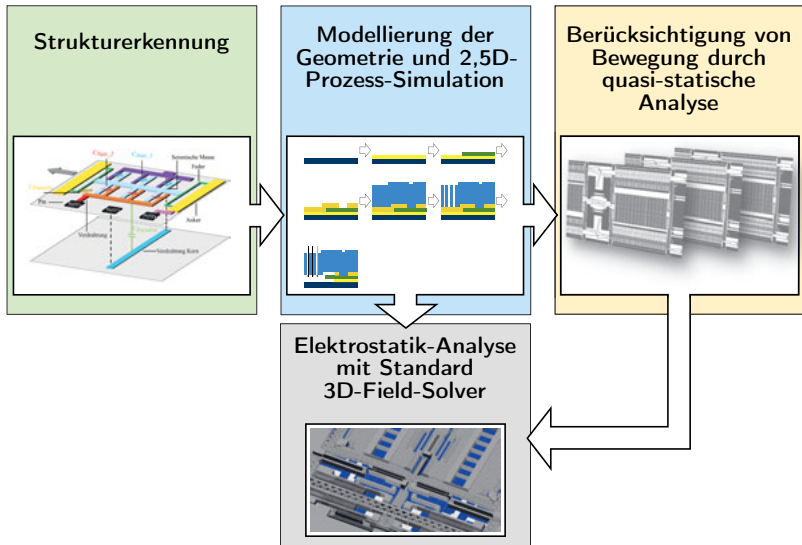 Strukturerkennung
Modellierung der
Geometrie und 2,5D-
Prozess-Simulation
Berücksichtigung von
Bewegung durch
quasi-statische
Analyse
Seismische Masse
Feder
Pin
Anker
Verdrahtung
Verdrahtung Kern
Elektrostatik-Analyse
mit Standard
3D-Field-Solver